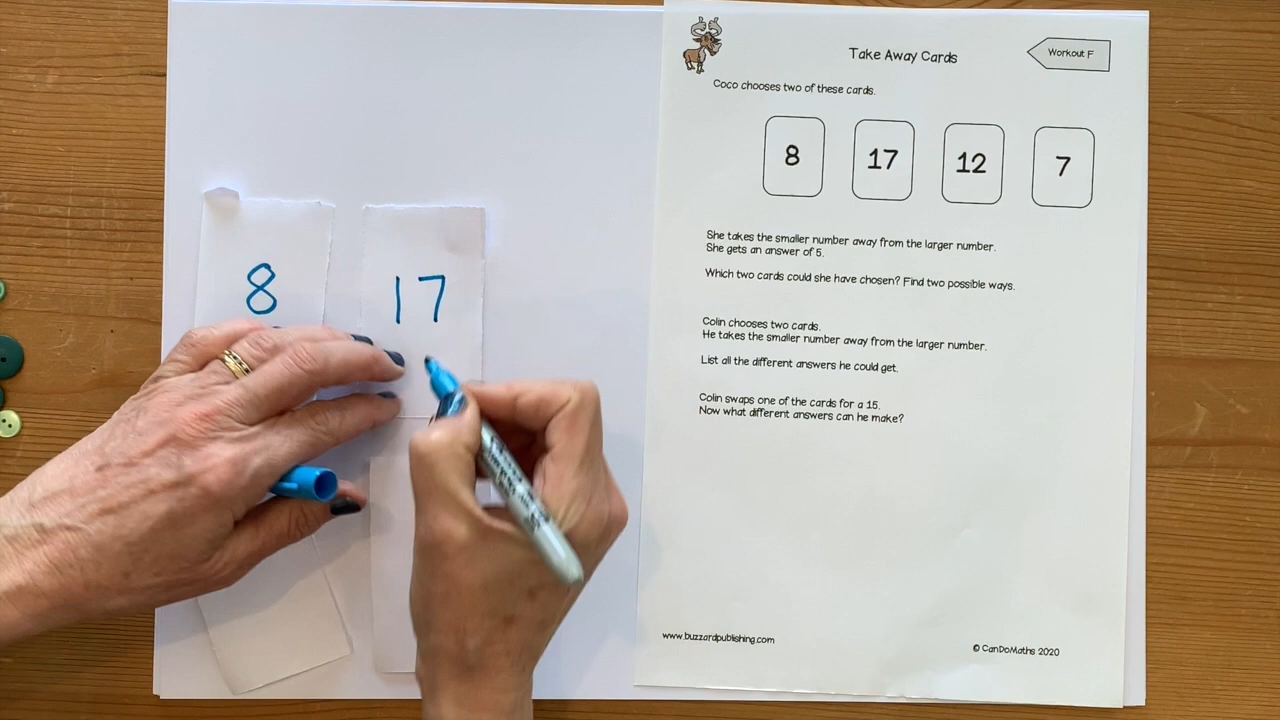 8
17
Take Away Cards
Workout F
Coco chooses two of these cards.
8 17 12 7
She takes the smaller number away from the larger number.
She gets an answer of 5.
Which two cards could she have chosen? Find two possible ways.
Colin chooses two cards.
He takes the smaller number away from the larger number.
List all the different answers he could get.
Colin swaps one of the cards for a 15.
Now what different answers can he make?
www.buzzardpublishing.com
© CanDoMaths 2020